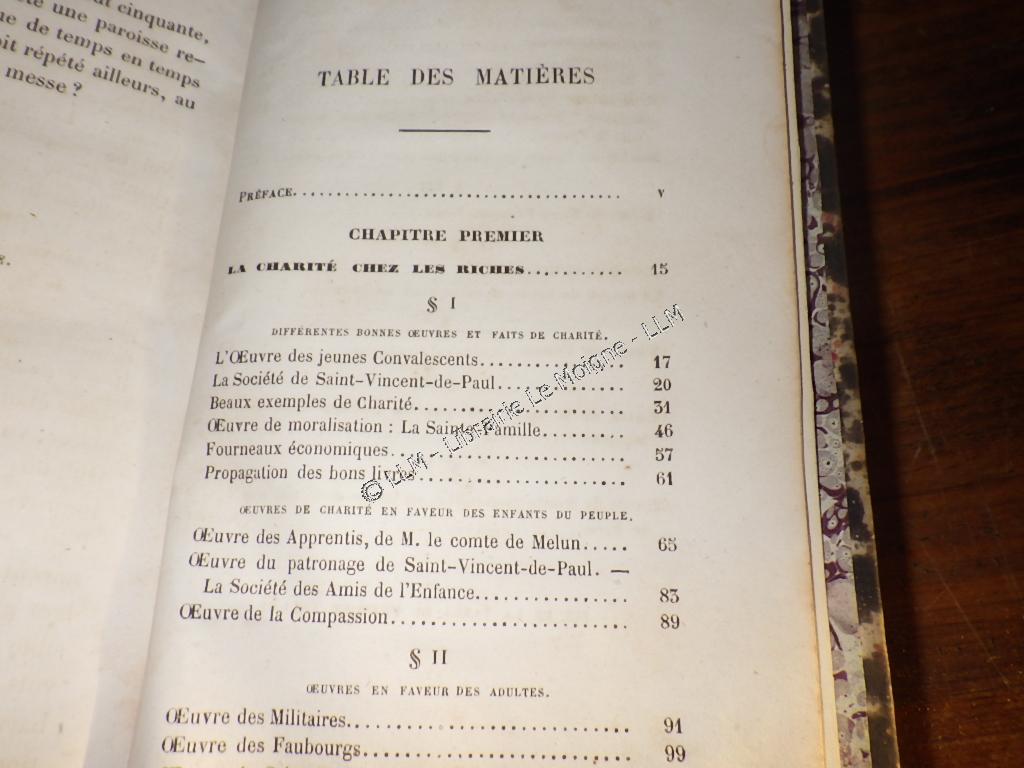 cinquante,
une paroisse re-
de temps en temps
répété ailleurs, au
messe ?
TABLE DES MATIÈRES
PRÉFACE. . . . . . . . . . . . . . . . . . . . . . . . . . . . . . v
CHAPITRE PREMIER
LA CHARITÉ CHEZ LES RICHES. . . . . . . . . . . 15
§ I
DIFFÉRENTES BONNES ŒUVRES ET FAITS DE CHARITÉ.
L'Œuvre des jeunes Convalescents. . . . . . . . . . . . . . 17
La Société de Saint-Vincent-de-Paul. . . . . . . . . . . . 20
Beaux exemples de Charité. . . . . . . . . . . . . . . . . . . 31
Œuvre de moralisation : La Sainte Famille. . . . . . . . 46
Fourneaux économiques. . . . . . . . . . . . . . . . . . . . . 57
Propagation des bons livres. . . . . . . . . . . . . . . . . . 61
ŒUVRES DE CHARITÉ EN FAVEUR DES ENFANTS DU PEUPLE.
Œuvre des Apprentis, de M. le comte de Melun. . . . . 65
Œuvre du patronage de Saint-Vincent-de-Paul. —
La Société des Amis de l'Enfance. . . . . . . . . . . . . . 83
Œuvre de la Compassion. . . . . . . . . . . . . . . . . . . . 89
§ II
ŒUVRES EN FAVEUR DES ADULTES.
Œuvre des Militaires. . . . . . . . . . . . . . . . . . . . . . 91
Œuvre des Faubourgs. . . . . . . . . . . . . . . . . . . . . . 99
© LLM - Librairie Le Moigne - LLM